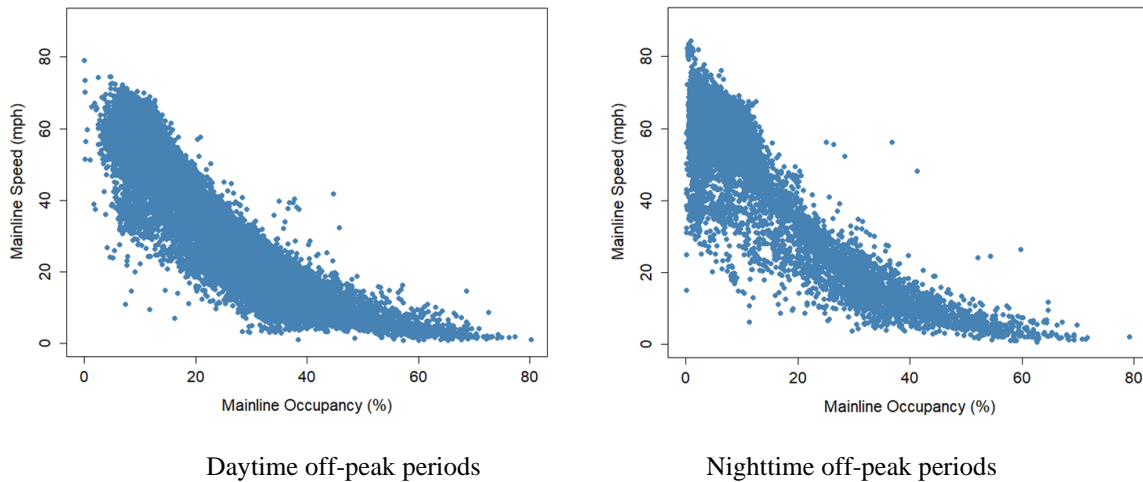 80
60
40
20
0
Mainline Speed (mph)
0 20 40 60 80
Mainline Occupancy (%)
Daytime off-peak periods
80
60
40
20
0
Mainline Speed (mph)
0 20 40 60 80
Mainline Occupancy (%)
Nighttime off-peak periods